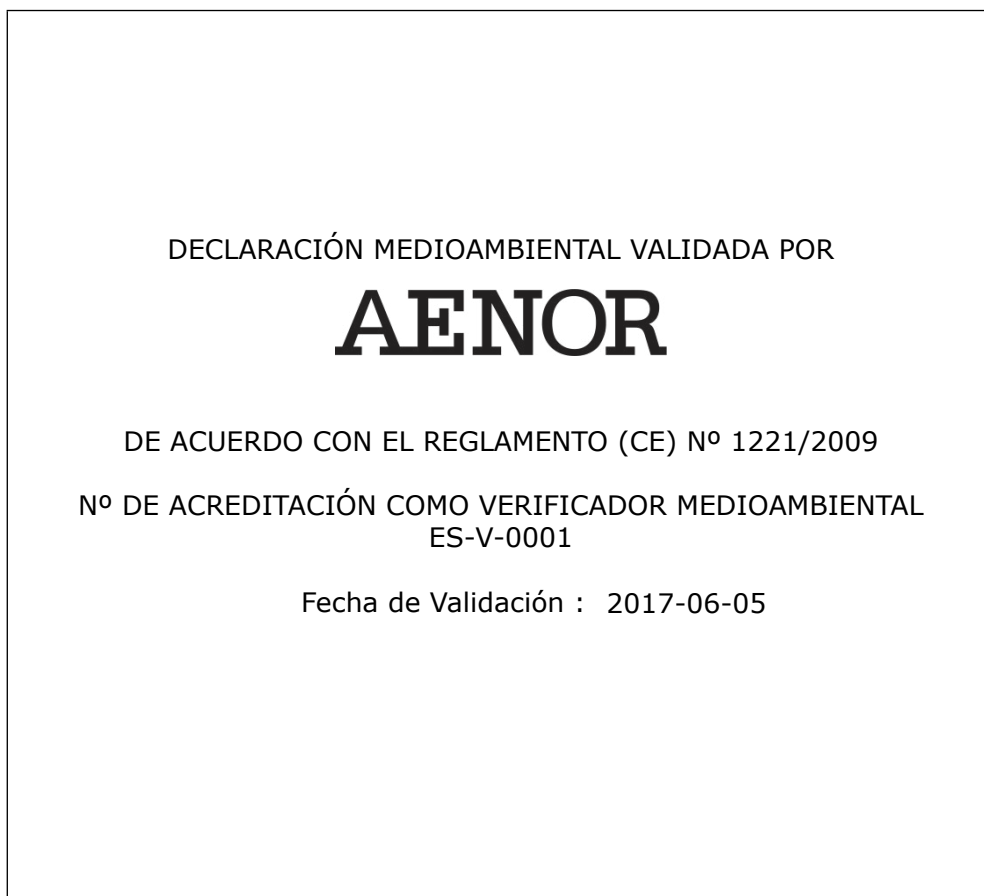 DECLARACIÓN MEDIOAMBIENTAL VALIDADA POR
AENOR
DE ACUERDO CON EL REGLAMENTO (CE) Nº 1221/2009
Nº DE ACREDITACIÓN COMO VERIFICADOR MEDIOAMBIENTAL
ES-V-0001
Fecha de Validación : 2017-06-05